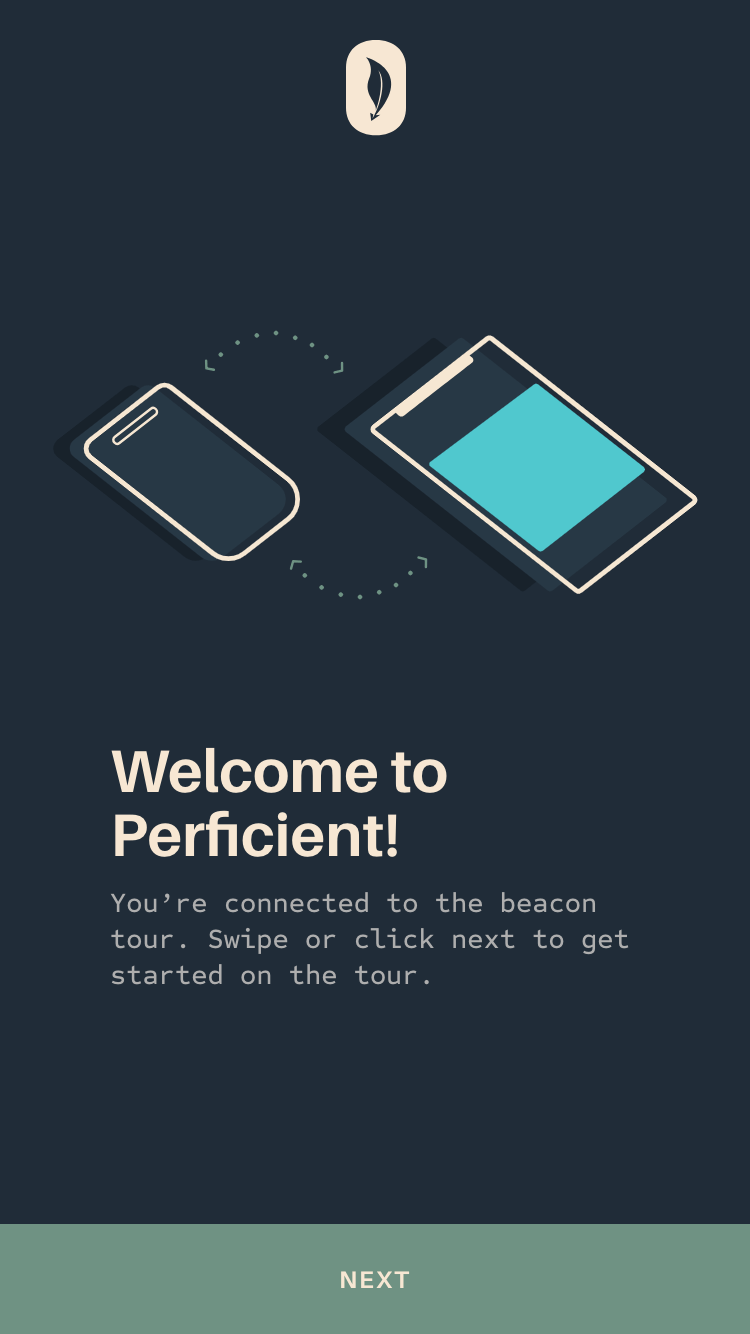 Welcome to
Perficient!
You’re connected to the beacon
tour. Swipe or click next to get
started on the tour.
NEXT